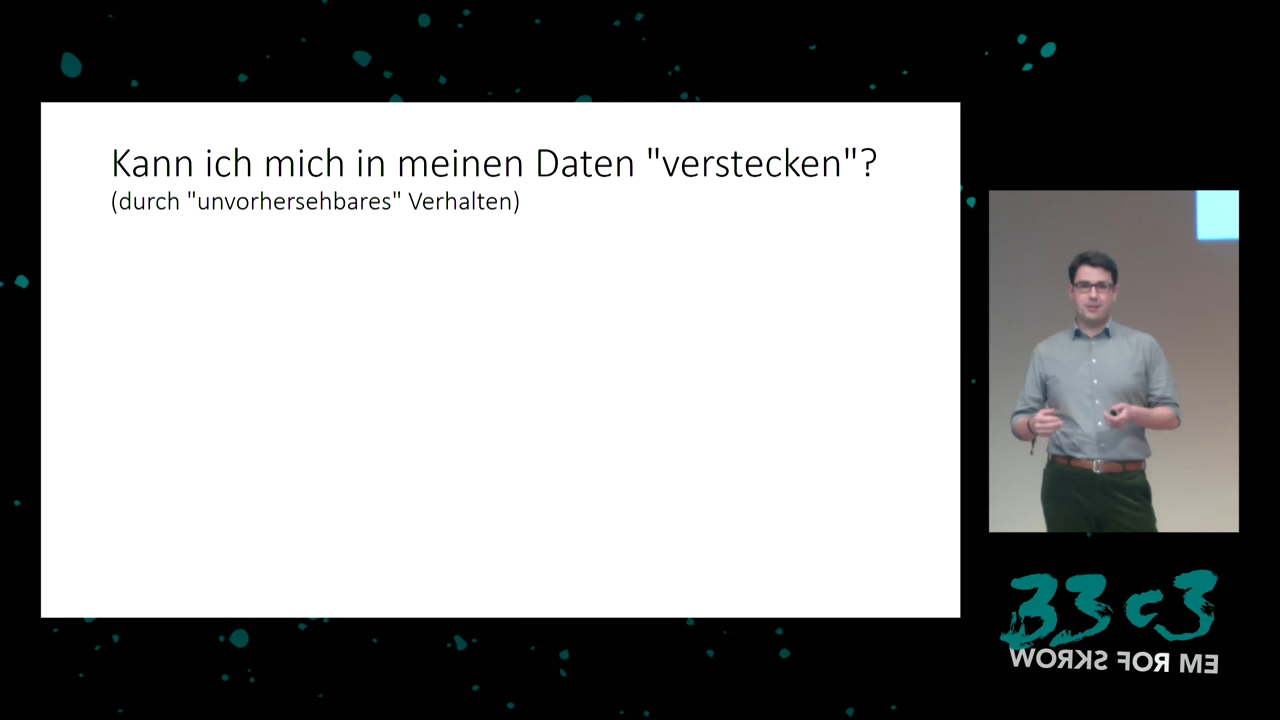 Kann ich mich in meinen Daten "verstecken"?
(durch "unvorhersehbares" Verhalten)
33c3
WORKS FOR ME